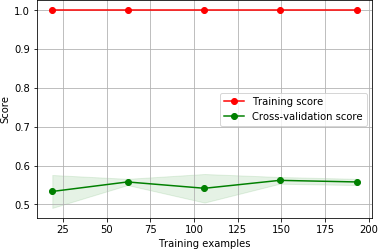 1.0
0.9
0.8
0.7
0.6
0.5
Score
Training score
Cross-validation score
25 50 75 100 125 150 175 200
Training examples